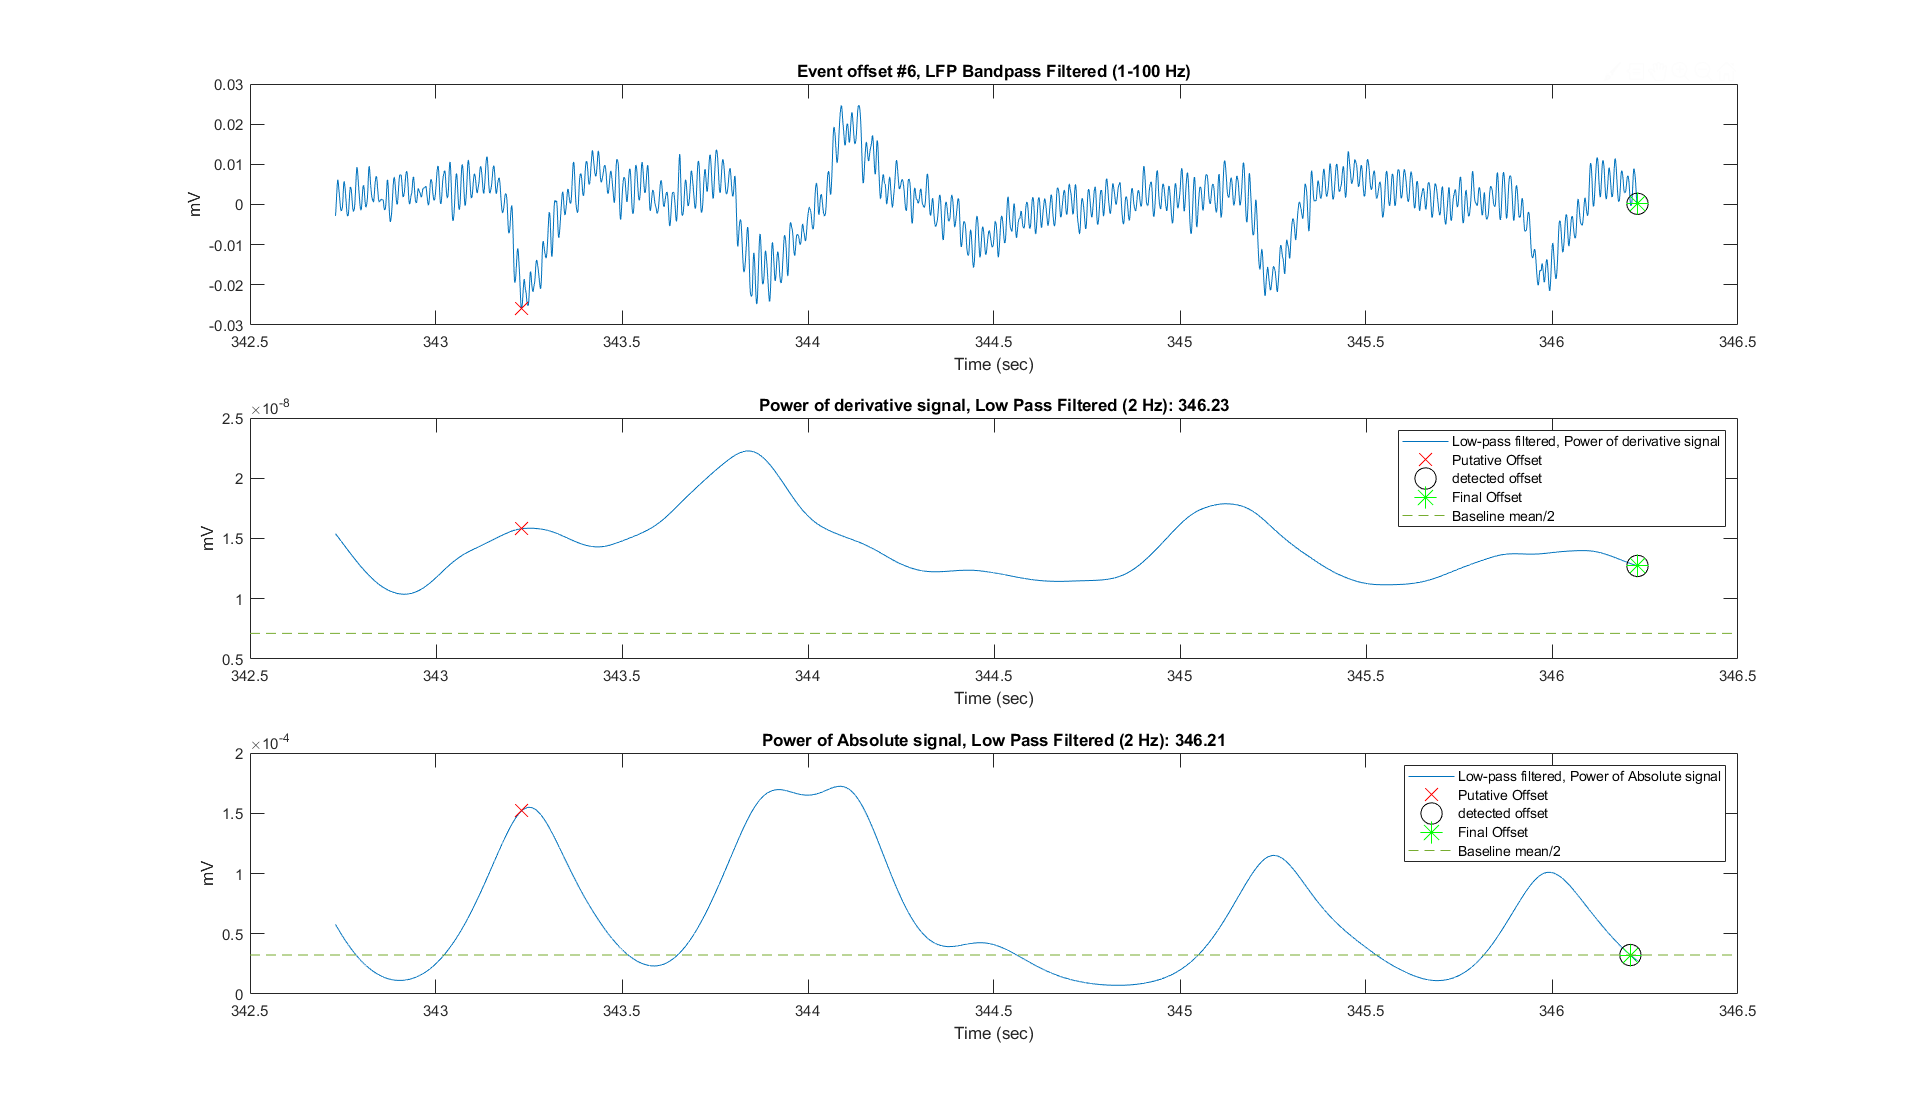 Event offset #6, LFP Bandpass Filtered (1-100 Hz)
0.03
0.02
0.01
0
-0.01
-0.02
-0.03
mV
342.5 343 343.5 344 344.5 345 345.5 346 346.5
Time (sec)
Power of derivative signal, Low Pass Filtered (2 Hz): 346.23
×10-8
2.5
2
1.5
1
0.5
mV
Low-pass filtered, Power of derivative signal
Putative Offset
detected offset
Final Offset
Baseline mean/2
342.5 343 343.5 344 344.5 345 345.5 346 346.5
Time (sec)
Power of Absolute signal, Low Pass Filtered (2 Hz): 346.21
×10-4
2
1.5
1
0.5
0
mV
Low-pass filtered, Power of Absolute signal
Putative Offset
detected offset
Final Offset
Baseline mean/2
342.5 343 343.5 344 344.5 345 345.5 346 346.5
Time (sec)